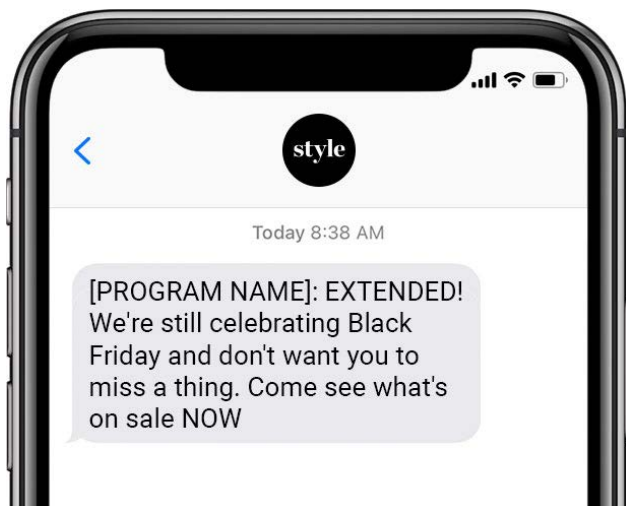 style
Today 8:38 AM
[PROGRAM NAME]: EXTENDED!
We're still celebrating Black
Friday and don't want you to
miss a thing. Come see what's
on sale NOW